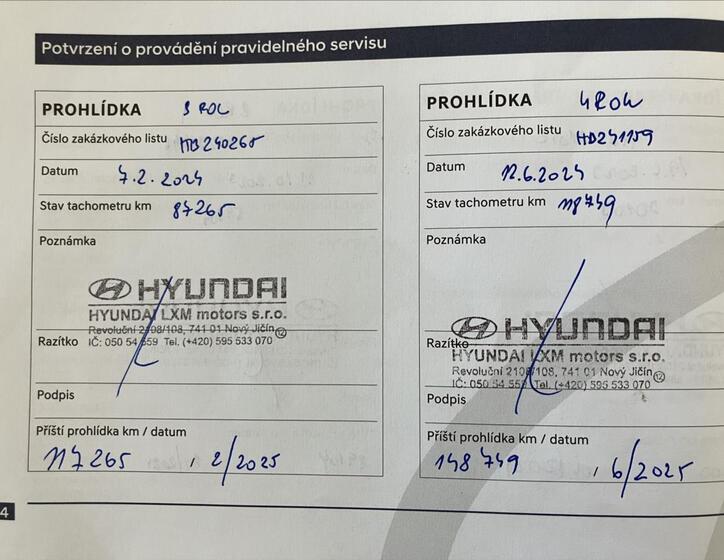 Potvrzení o provádění pravidelného servisu
PROHLÍDKA 3 ROK
Číslo zakázkového listu HD240265
Datum 7.2.2024
Stav tachometru km 87265
Poznámka
HYUNDAI
HYUNDAI LXM motors s.r.o.
Revoluční 2108/108, 741 01 Nový Jičín 12
Razítko
IČ: 050 54 559 Tel. (+420) 595 533 070
Podpis
Příští prohlídka km / datum
117265 , 2/2025
PROHLÍDKA 4 ROK
Číslo zakázkového listu HD241159
Datum 12.6.2024
Stav tachometru km 118749
Poznámka
HYUNDAI
Razítko
HYUNDAI LXM motors s.r.o.
Revoluční 2108/108, 741 01 Nový Jičín 12
IČ: 050 54 559 Tel. (+420) 595 533 070
Podpis
Příští prohlídka km / datum
148749 , 6/2025
4